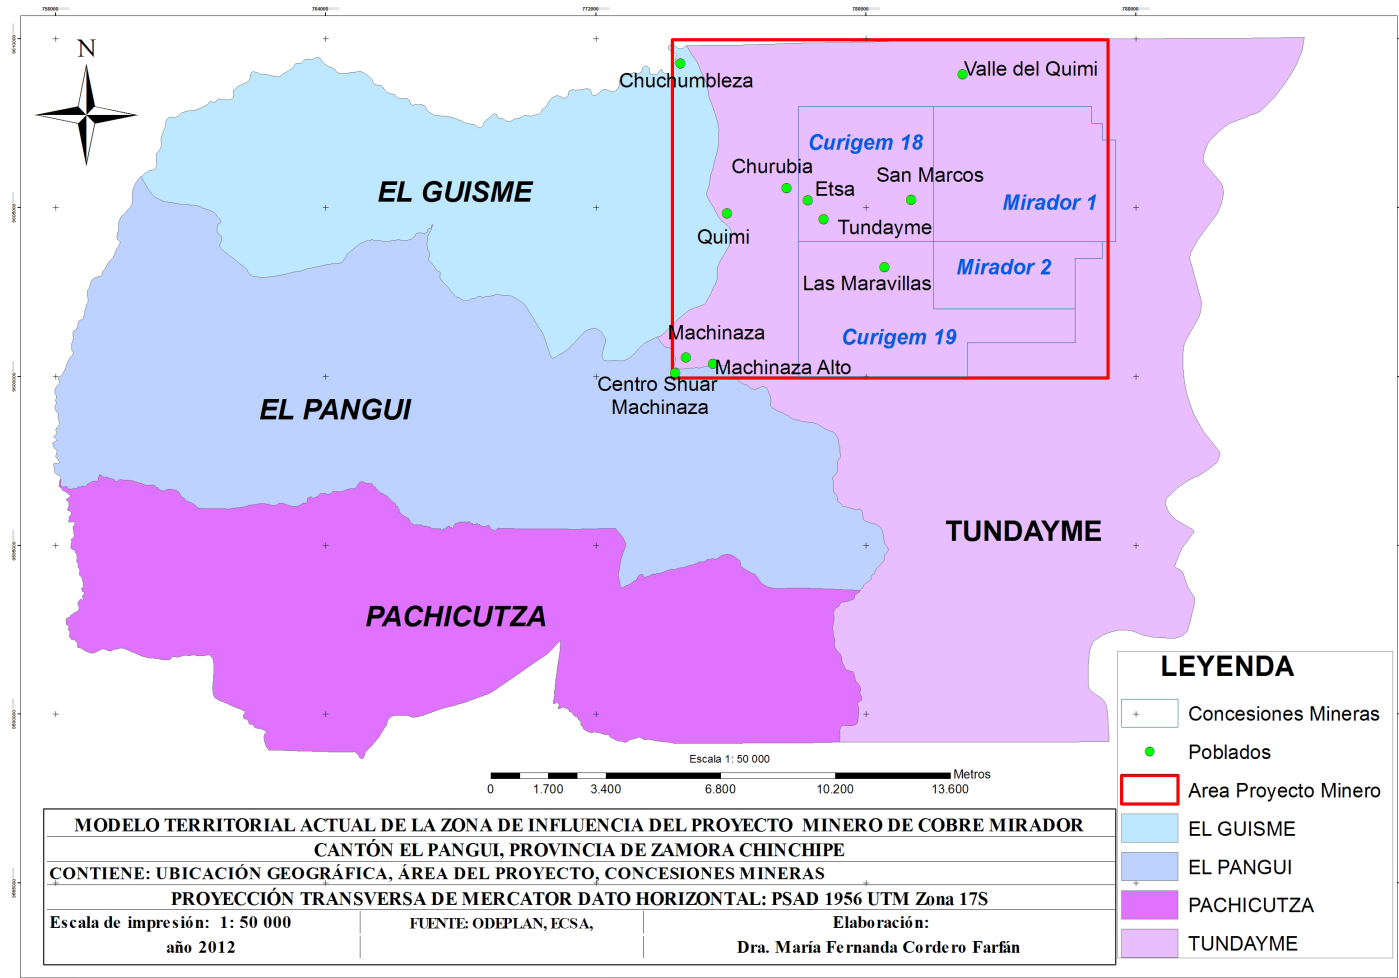 756000
764000
772000
780000
788000
N
Chuchumbleza
Valle del Quimi
Curigem 18
Churubia
Etsa
San Marcos
EL GUISME
Mirador 1
Quimi
Tundayme
Mirador 2
Las Maravillas
Machinaza
Curigem 19
Machinaza Alto
Centro Shuar
Machinaza
EL PANGUI
TUNDAYME
PACHICUTZA
LEYENDA
Concesiones Mineras
Poblados
Area Proyecto Minero
EL GUISME
EL PANGUI
PACHICUTZA
TUNDAYME
Escala 1: 50 000
Metros
0 1.700 3.400 6.800 10.200 13.600
MODELO TERRITORIAL ACTUAL DE LA ZONA DE INFLUENCIA DEL PROYECTO MINERO DE COBRE MIRADOR
CANTÓN EL PANGUI, PROVINCIA DE ZAMORA CHINCHIPE
CONTIENE: UBICACIÓN GEOGRÁFICA, ÁREA DEL PROYECTO, CONCESIONES MINERAS
PROYECCIÓN TRANSVERSA DE MERCATOR DATO HORIZONTAL: PSAD 1956 UTM Zona 17S
Escala de impresión: 1: 50 000
FUENTE: ODEPLAN, ECSA,
Elaboración:
año 2012
Dra. María Fernanda Cordero Farfán